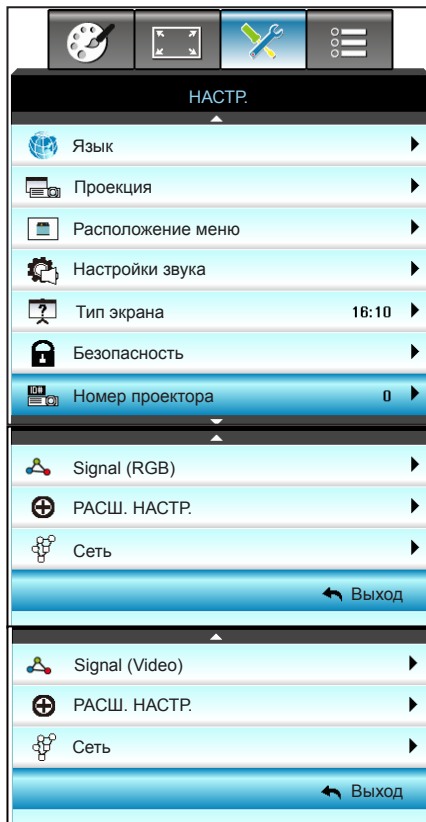 НАСТР.
Язык
Проекция
Расположение меню
Настройки звука
? Тип экрана 16:10
Безопасность
ID# Номер проектора 0
Signal (RGB)
РАСШ. НАСТР.
Сеть
Выход
Signal (Video)
РАСШ. НАСТР.
Сеть
Выход